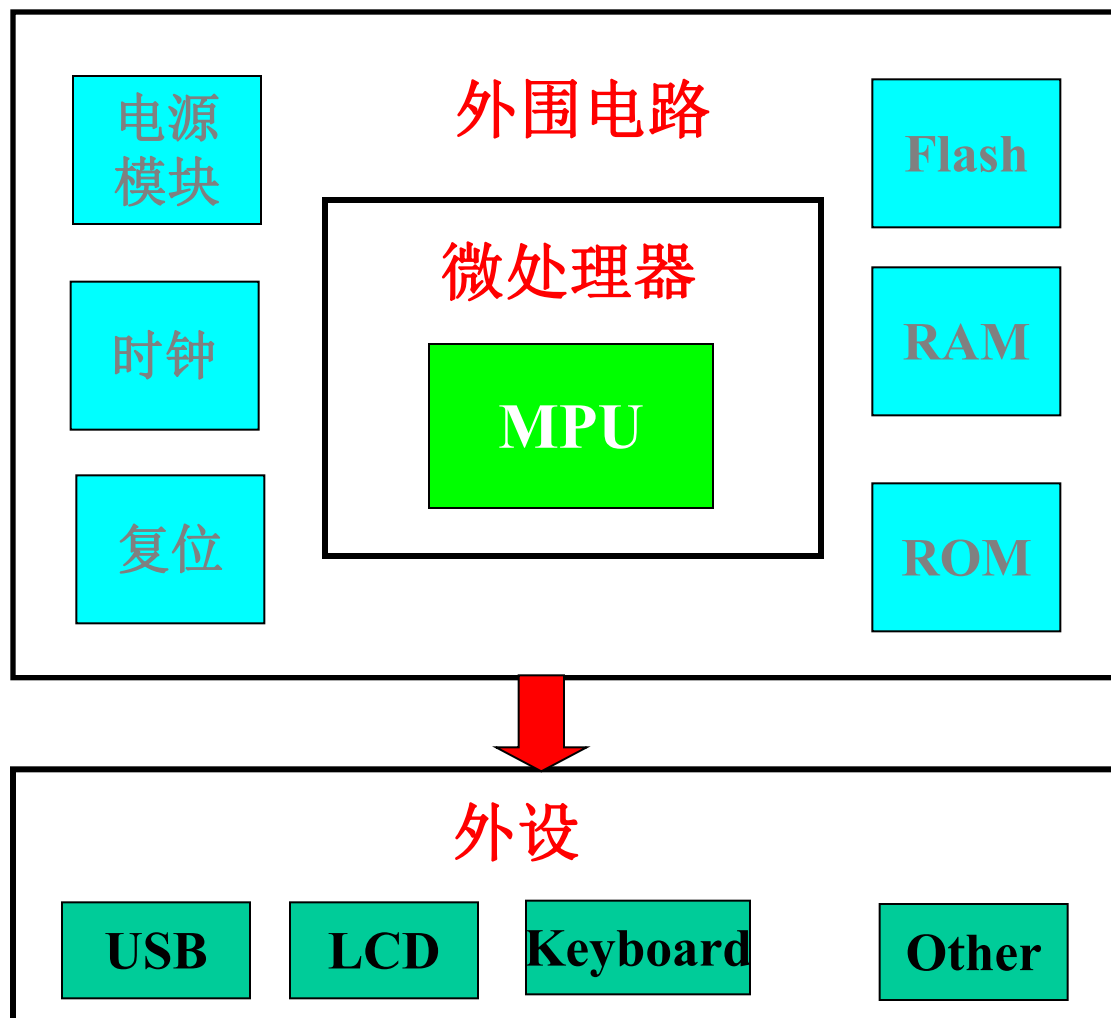 外围电路
电源
模块
时钟
复位
微处理器
MPU
Flash
RAM
ROM
外设
USB
LCD
Keyboard
Other